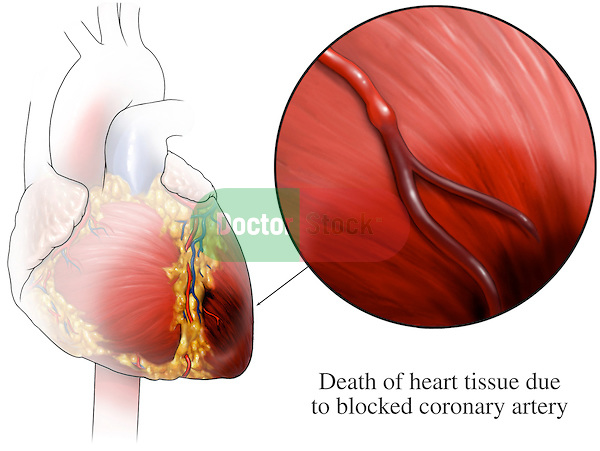 Doctor Stock
Death of heart tissue due
to blocked coronary artery